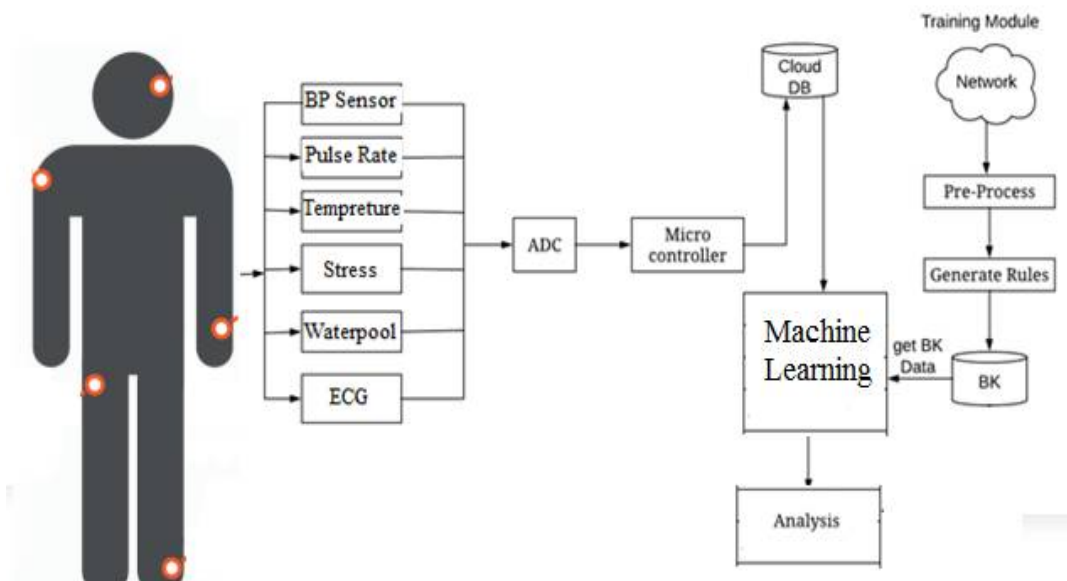 Training Module
Network
Cloud
DB
BP Sensor
Pulse Rate
Tempreture
Stress
Waterpool
ECG
ADC
Micro
controller
Pre-Process
Generate Rules
BK
get BK
Data
Machine
Learning
Analysis